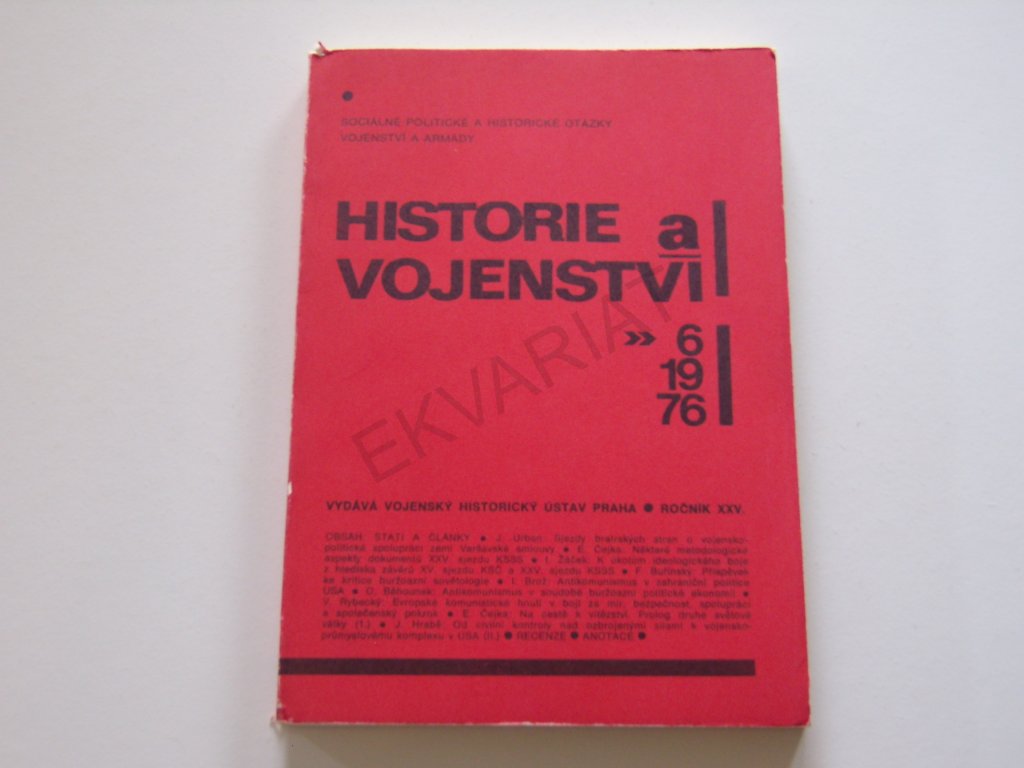 SOCIÁLNĚ POLITICKÉ A HISTORICKÉ OTÁZKY
VOJENSTVÍ A ARMÁDY
HISTORIE a
VOJENSTVÍ
» 6
19
76
EKVARIAT
VYDÁVÁ VOJENSKÝ HISTORICKÝ ÚSTAV PRAHA ● ROČNÍK XXV.
OBSAH: STATI A ČLÁNKY ● J. Urban: Sjezdy bratrských stran o vojensko-
politické spolupráci zemí Varšavské smlouvy ● E. Čejka: Některé metodologické
aspekty dokumentů XXV. sjezdu KSSS ● I. Žáček: K úkolům ideologického boje
z hlediska závěrů XV. sjezdu KSČ a XXV. sjezdu KSSS ● F. Buřinský: Příspěvek
ke kritice buržoazní sovětologie ● I. Brož: Antikomunismus v zahraniční politice
USA ● O. Běhounek: Antikomunismus v soudobé buržoazní politické ekonomii ●
V. Rybecký: Evropské komunistické hnutí v boji za mír, bezpečnost, spolupráci
a společenský pokrok ● E. Čejka: Na cestě k vítězství. Prolog druhé světové
války (1.) ● J. Hrabě: Od civilní kontroly nad ozbrojenými silami k vojensko-
průmyslovému komplexu v USA (II.) ● RECENZE ● ANOTACE ●